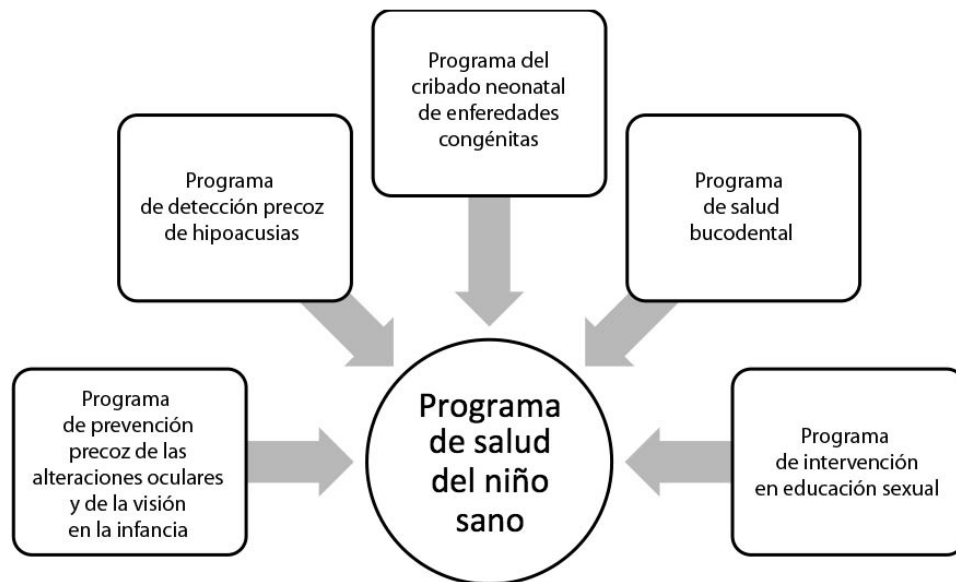 Programa del
cribado neonatal
de enferedades
congénitas
Programa
de detección precoz
de hipoacusias
Programa
de salud
bucodental
Programa
de prevención
precoz de las
alteraciones oculares
y de la visión
en la infancia
Programa
de salud
del niño
sano
Programa
de intervención
en educación sexual